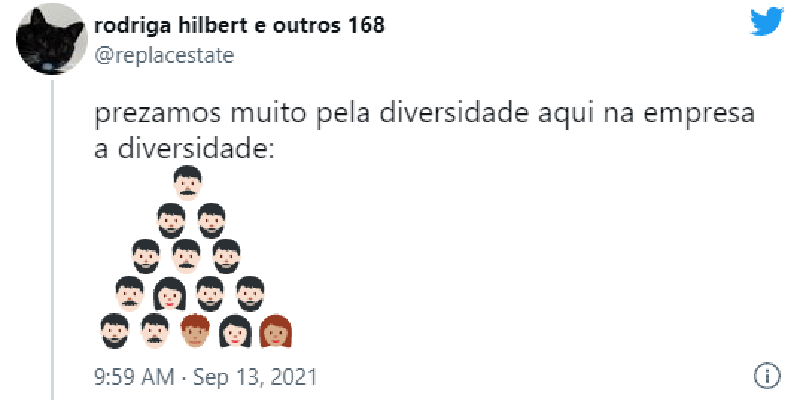 rodriga hilbert e outros 168
@replacestate
prezamos muito pela diversidade aqui na empresa
a diversidade:
9:59 AM · Sep 13, 2021